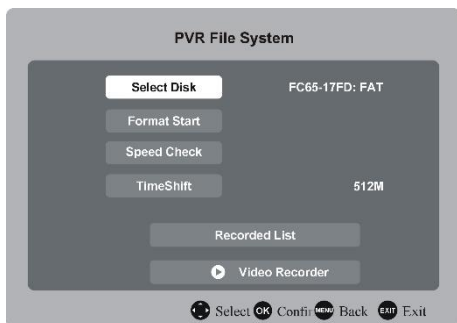 PVR File System
Select Disk FC65-17FD: FAT
Format Start
Speed Check
TimeShift 512M
Recorded List
Video Recorder
Select OK Confir MENU Back EXIT Exit